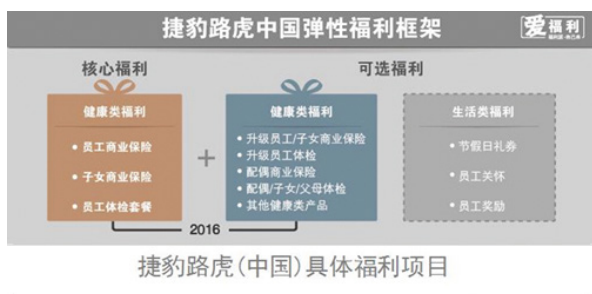 捷豹路虎中国弹性福利框架
爱福利
核心福利
可选福利
健康类福利
• 员工商业保险
• 子女商业保险
• 员工体检套餐
+
健康类福利
• 升级员工/子女商业保险
• 升级员工体检
• 配偶商业保险
• 配偶/子女/父母体检
• 其他健康类产品
生活类福利
• 节假日礼券
• 员工关怀
• 员工奖励
2016
捷豹路虎(中国)具体福利项目